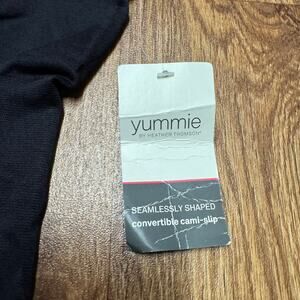 yummie
BY HEATHER THOMSON®
SEAMLESSLY SHAPED
convertible cami-slip